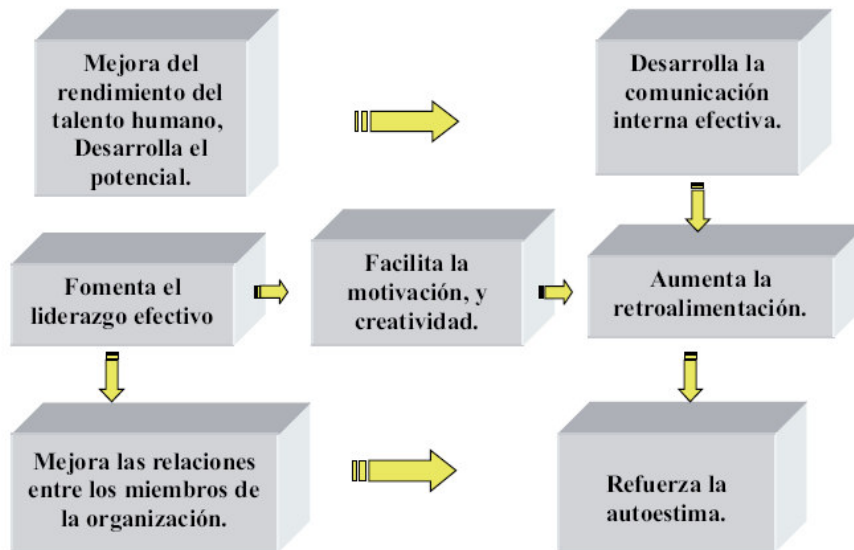 Mejora del
rendimiento del
talento humano,
Desarrolla el
potencial.
Desarrolla la
comunicación
interna efectiva.
Fomenta el
liderazgo efectivo
Facilita la
motivación, y
creatividad.
Aumenta la
retroalimentación.
Mejora las relaciones
entre los miembros de
la organización.
Refuerza la
autoestima.